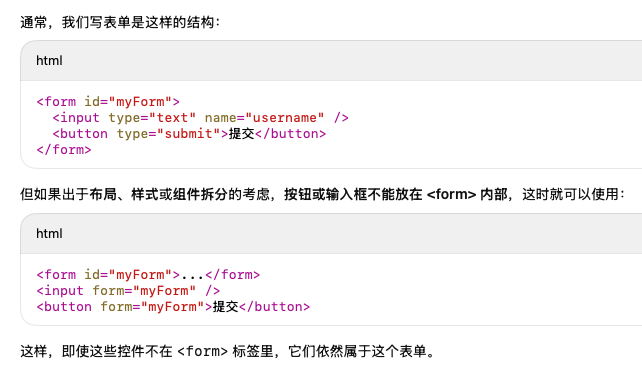 通常，我们写表单是这样的结构：
html
<form id="myForm">
  <input type="text" name="username" />
  <button type="submit">提交</button>
</form>
但如果出于布局、样式或组件拆分的考虑，按钮或输入框不能放在 <form> 内部，这时就可以使用：
html
<form id="myForm">...</form>
<input form="myForm" />
<button form="myForm">提交</button>
这样，即使这些控件不在 <form> 标签里，它们依然属于这个表单。